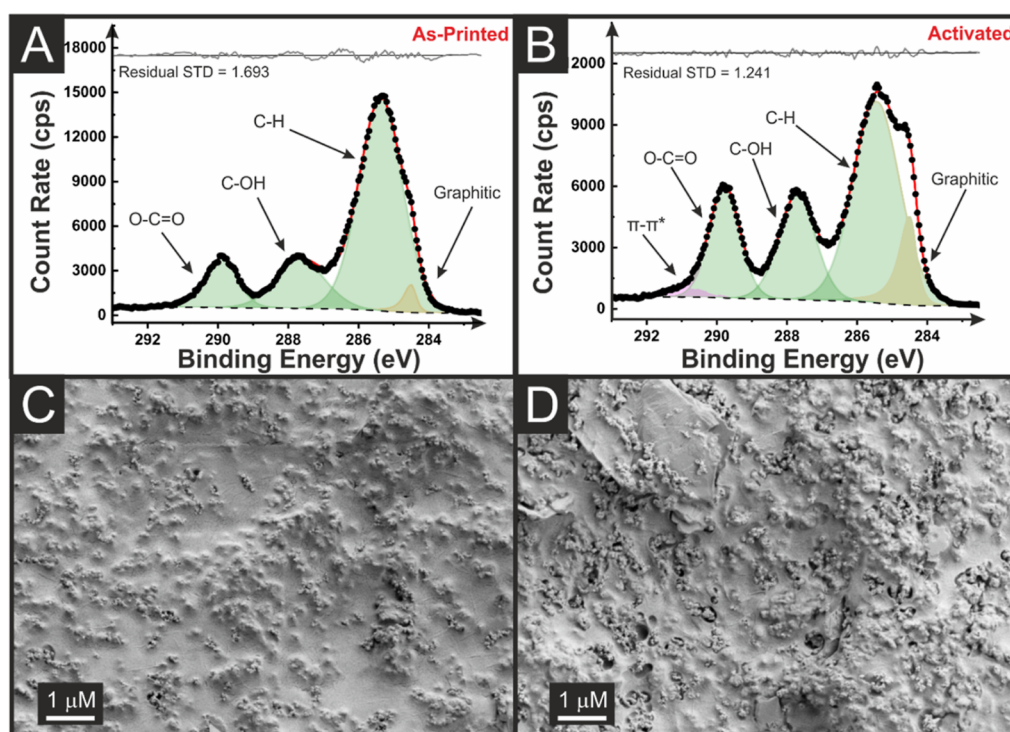 A
As-Printed
Residual STD = 1.693
18000
15000
12000
9000
6000
3000
0
Count Rate (cps)
C-H
C-OH
O-C=O
Graphitic
292
290
288
286
284
Binding Energy (eV)
B
Activated
Residual STD = 1.241
2000
9000
6000
3000
0
Count Rate (cps)
C-H
C-OH
O-C=O
π-π*
Graphitic
292
290
288
286
284
Binding Energy (eV)
C
1 µM
D
1 µM